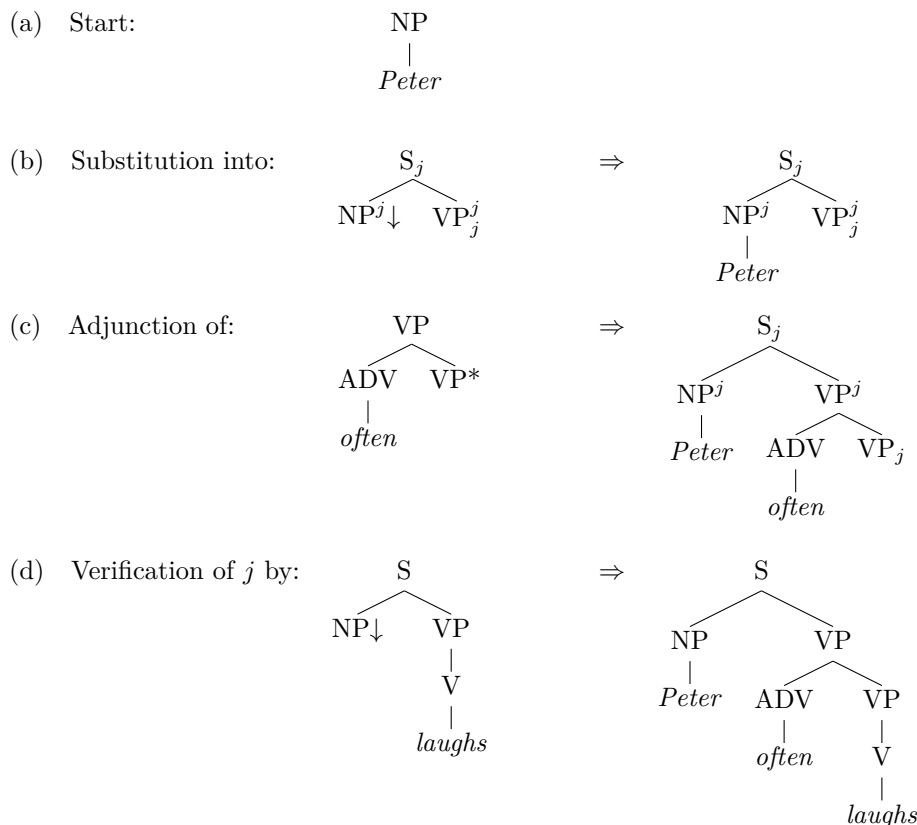 (a) Start: NP
Peter
(b) Substitution into: S_j ⇒ S_j
NP^j↓ VP^j_j NP^j VP^j_j
Peter
(c) Adjunction of: VP ⇒ S_j
ADV VP* NP^j VP^j
often Peter ADV VP_j
often
(d) Verification of j by: S ⇒ S
NP↓ VP NP VP
V Peter ADV VP
laughs often V
laughs